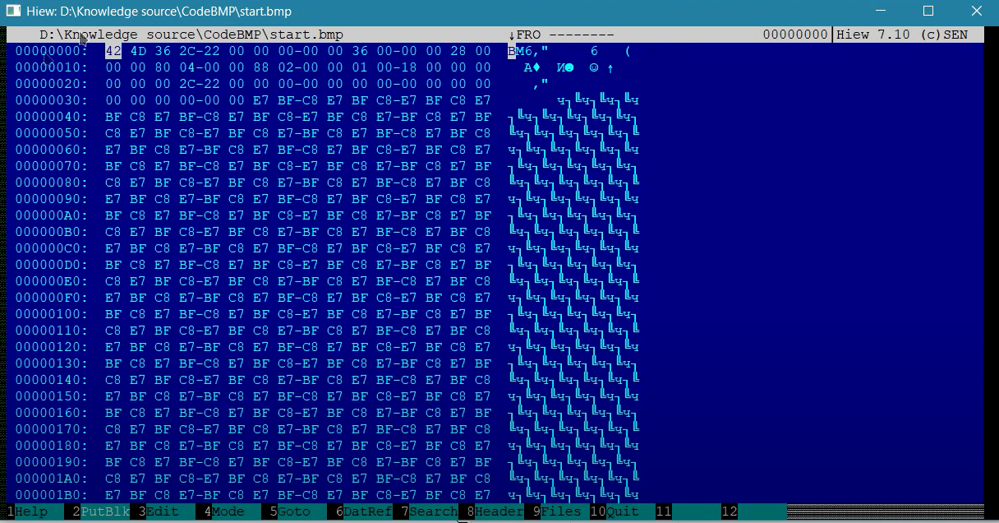 Hiew: D:\Knowledge source\CodeBMP\start.bmp
D:\Knowledge source\CodeBMP\start.bmp ↓FRO -------- 00000000│Hiew 7.10 (c)SEN
00000000: 42 4D 36 2C-22 00 00 00-00 00 36 00-00 00 28 00 BM6,"     6   (
00000010: 00 00 80 04-00 00 88 02-00 00 01 00-18 00 00 00   А♦  И☻  ☺ ↑
00000020: 00 00 00 2C-22 00 00 00-00 00 00 00-00 00 00 00    ,"
00000030: 00 00 00 00-00 00 E7 BF-C8 E7 BF C8-E7 BF C8 E7       ч┐╚ч┐╚ч┐╚ч
00000040: BF C8 E7 BF-C8 E7 BF C8-E7 BF C8 E7-BF C8 E7 BF ┐╚ч┐╚ч┐╚ч┐╚ч┐╚ч┐
00000050: C8 E7 BF C8-E7 BF C8 E7-BF C8 E7 BF-C8 E7 BF C8 ╚ч┐╚ч┐╚ч┐╚ч┐╚ч┐╚
00000060: E7 BF C8 E7-BF C8 E7 BF-C8 E7 BF C8-E7 BF C8 E7 ч┐╚ч┐╚ч┐╚ч┐╚ч┐╚ч
00000070: BF C8 E7 BF-C8 E7 BF C8-E7 BF C8 E7-BF C8 E7 BF ┐╚ч┐╚ч┐╚ч┐╚ч┐╚ч┐
00000080: C8 E7 BF C8-E7 BF C8 E7-BF C8 E7 BF-C8 E7 BF C8 ╚ч┐╚ч┐╚ч┐╚ч┐╚ч┐╚
00000090: E7 BF C8 E7-BF C8 E7 BF-C8 E7 BF C8-E7 BF C8 E7 ч┐╚ч┐╚ч┐╚ч┐╚ч┐╚ч
000000A0: BF C8 E7 BF-C8 E7 BF C8-E7 BF C8 E7-BF C8 E7 BF ┐╚ч┐╚ч┐╚ч┐╚ч┐╚ч┐
000000B0: C8 E7 BF C8-E7 BF C8 E7-BF C8 E7 BF-C8 E7 BF C8 ╚ч┐╚ч┐╚ч┐╚ч┐╚ч┐╚
000000C0: E7 BF C8 E7-BF C8 E7 BF-C8 E7 BF C8-E7 BF C8 E7 ч┐╚ч┐╚ч┐╚ч┐╚ч┐╚ч
000000D0: BF C8 E7 BF-C8 E7 BF C8-E7 BF C8 E7-BF C8 E7 BF ┐╚ч┐╚ч┐╚ч┐╚ч┐╚ч┐
000000E0: C8 E7 BF C8-E7 BF C8 E7-BF C8 E7 BF-C8 E7 BF C8 ╚ч┐╚ч┐╚ч┐╚ч┐╚ч┐╚
000000F0: E7 BF C8 E7-BF C8 E7 BF-C8 E7 BF C8-E7 BF C8 E7 ч┐╚ч┐╚ч┐╚ч┐╚ч┐╚ч
00000100: BF C8 E7 BF-C8 E7 BF C8-E7 BF C8 E7-BF C8 E7 BF ┐╚ч┐╚ч┐╚ч┐╚ч┐╚ч┐
00000110: C8 E7 BF C8-E7 BF C8 E7-BF C8 E7 BF-C8 E7 BF C8 ╚ч┐╚ч┐╚ч┐╚ч┐╚ч┐╚
00000120: E7 BF C8 E7-BF C8 E7 BF-C8 E7 BF C8-E7 BF C8 E7 ч┐╚ч┐╚ч┐╚ч┐╚ч┐╚ч
00000130: BF C8 E7 BF-C8 E7 BF C8-E7 BF C8 E7-BF C8 E7 BF ┐╚ч┐╚ч┐╚ч┐╚ч┐╚ч┐
00000140: C8 E7 BF C8-E7 BF C8 E7-BF C8 E7 BF-C8 E7 BF C8 ╚ч┐╚ч┐╚ч┐╚ч┐╚ч┐╚
00000150: E7 BF C8 E7-BF C8 E7 BF-C8 E7 BF C8-E7 BF C8 E7 ч┐╚ч┐╚ч┐╚ч┐╚ч┐╚ч
00000160: BF C8 E7 BF-C8 E7 BF C8-E7 BF C8 E7-BF C8 E7 BF ┐╚ч┐╚ч┐╚ч┐╚ч┐╚ч┐
00000170: C8 E7 BF C8-E7 BF C8 E7-BF C8 E7 BF-C8 E7 BF C8 ╚ч┐╚ч┐╚ч┐╚ч┐╚ч┐╚
00000180: E7 BF C8 E7-BF C8 E7 BF-C8 E7 BF C8-E7 BF C8 E7 ч┐╚ч┐╚ч┐╚ч┐╚ч┐╚ч
00000190: BF C8 E7 BF-C8 E7 BF C8-E7 BF C8 E7-BF C8 E7 BF ┐╚ч┐╚ч┐╚ч┐╚ч┐╚ч┐
000001A0: C8 E7 BF C8-E7 BF C8 E7-BF C8 E7 BF-C8 E7 BF C8 ╚ч┐╚ч┐╚ч┐╚ч┐╚ч┐╚
000001B0: E7 BF C8 E7-BF C8 E7 BF-C8 E7 BF C8-E7 BF C8 E7 ч┐╚ч┐╚ч┐╚ч┐╚ч┐╚ч
1Help 2PutBlk 3Edit 4Mode 5Goto 6DatRef 7Search 8Header 9Files 10Quit 11 12